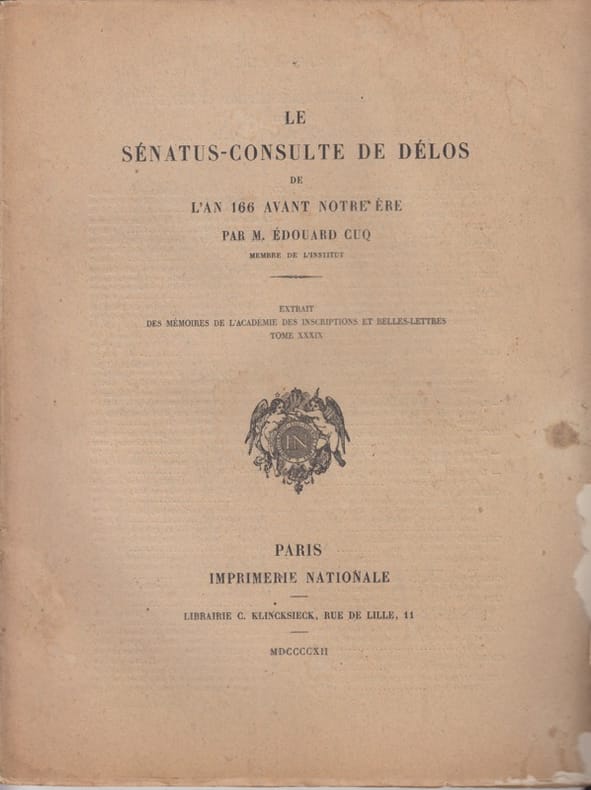 LE
SÉNATUS-CONSULTE DE DÉLOS
DE
L'AN 166 AVANT NOTRE ÈRE
PAR M. ÉDOUARD CUQ
MEMBRE DE L'INSTITUT
EXTRAIT
DES MÉMOIRES DE L'ACADÉMIE DES INSCRIPTIONS ET BELLES-LETTRES
TOME XXXIX
IN
PARIS
IMPRIMERIE NATIONALE
LIBRAIRIE C. KLINCKSIECK, RUE DE LILLE, 11
MDCCCCXII